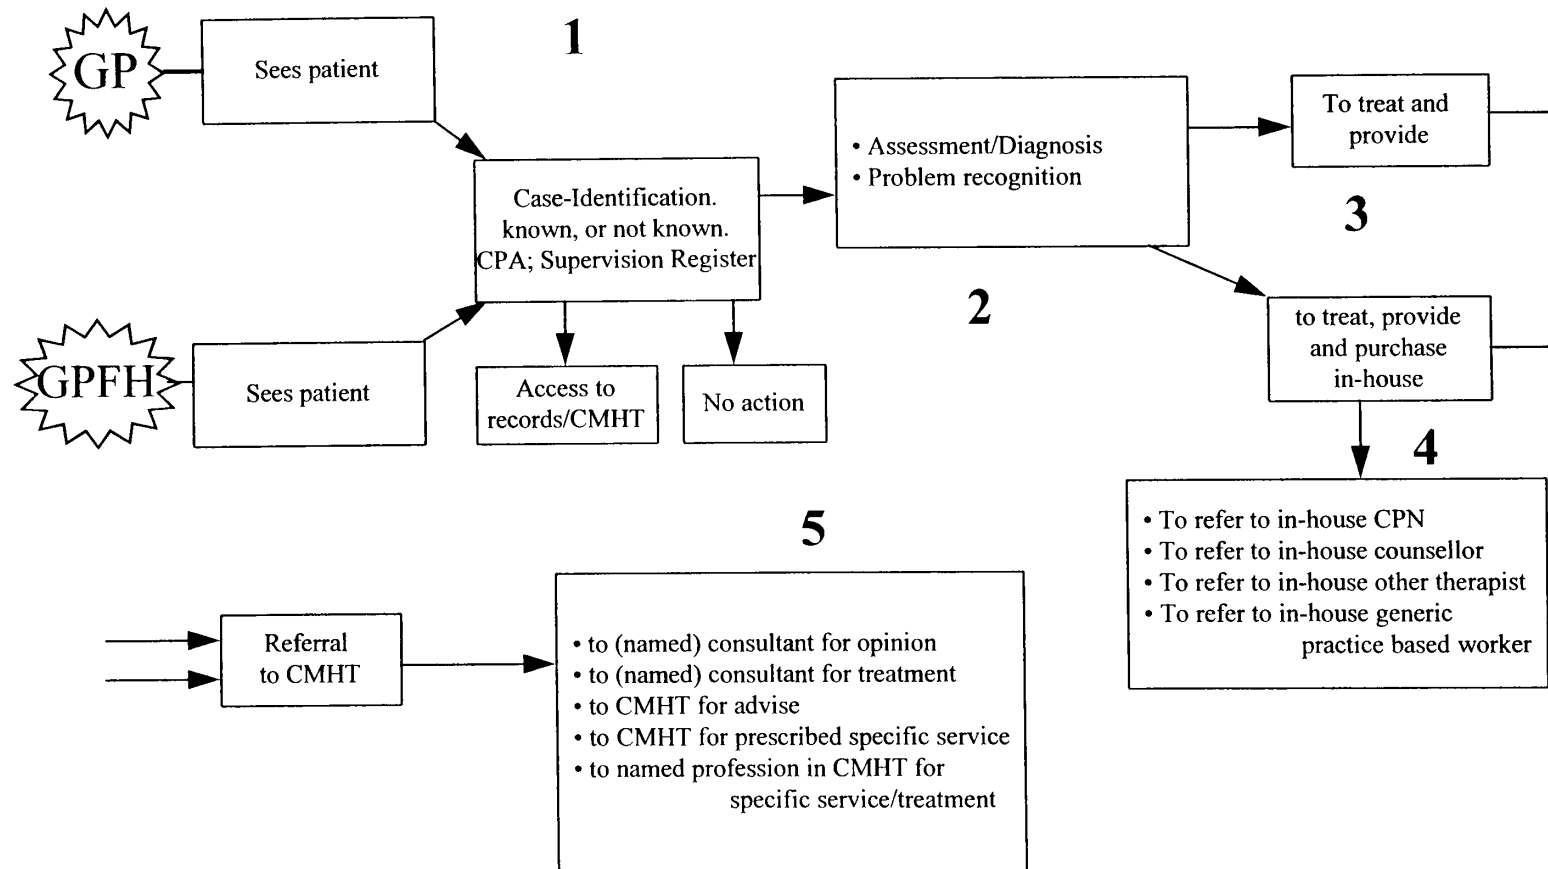 1
GP
Sees patient
Case-Identification.
known, or not known.
CPA; Supervision Register
GPFH
Sees patient
Access to
records/CMHT
No action
• Assessment/Diagnosis
• Problem recognition
2
To treat and
provide
3
to treat, provide
and purchase
in-house
4
• To refer to in-house CPN
• To refer to in-house counsellor
• To refer to in-house other therapist
• To refer to in-house generic
practice based worker
5
Referral
to CMHT
• to (named) consultant for opinion
• to (named) consultant for treatment
• to CMHT for advise
• to CMHT for prescribed specific service
• to named profession in CMHT for
specific service/treatment